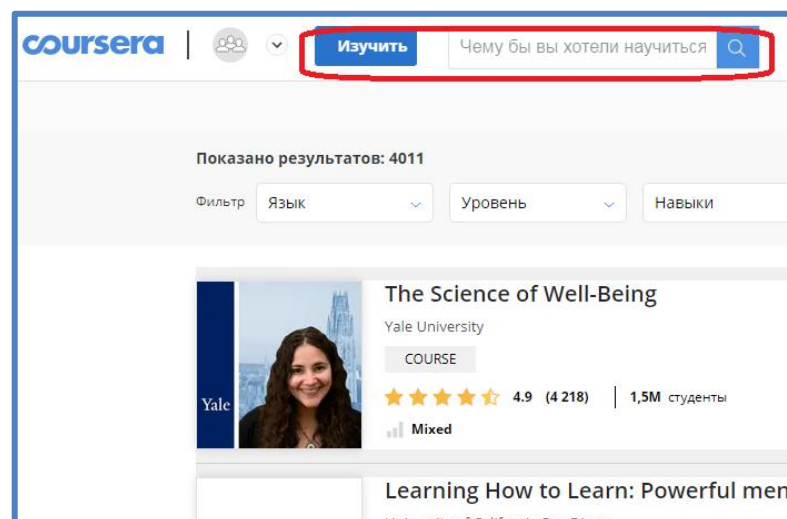 coursera
Изучить
Чему бы вы хотели научиться
Показано результатов: 4011
Фильтр Язык Уровень Навыки
The Science of Well-Being
Yale University
COURSE
4.9 (4 218) 1,5M студенты
Mixed
Yale
Learning How to Learn: Powerful men